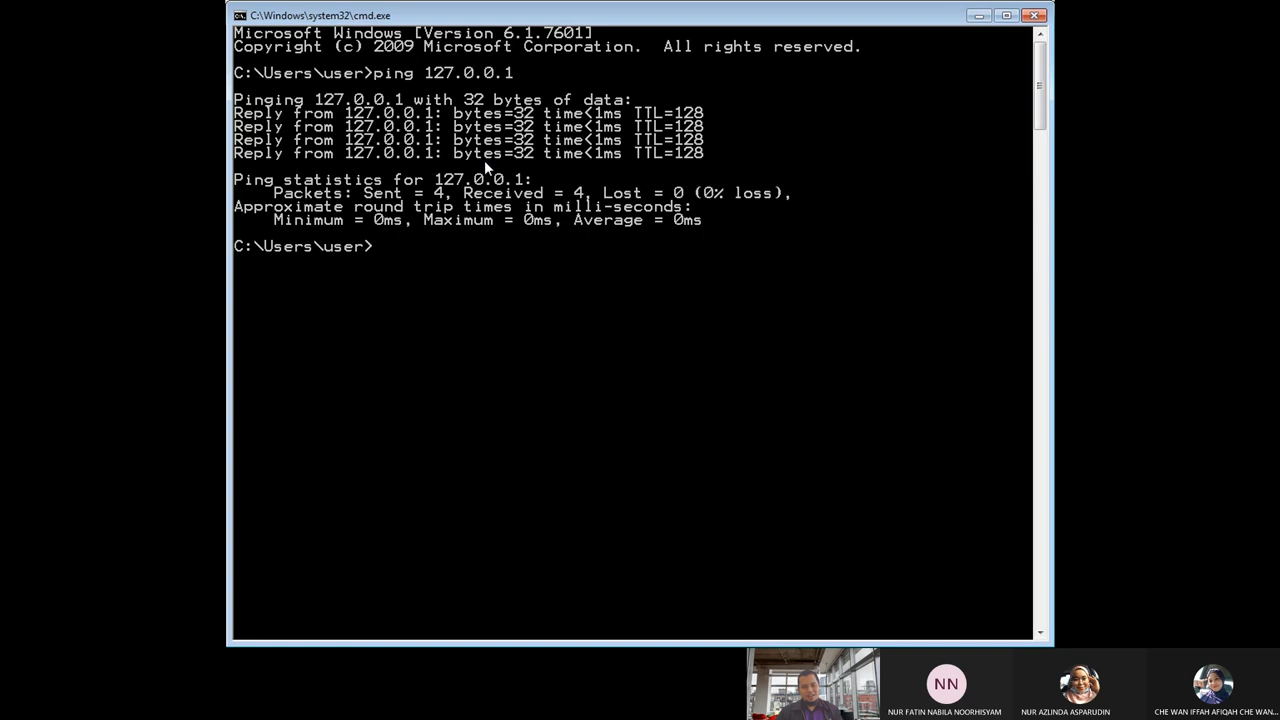 C:\Windows\system32\cmd.exe
Microsoft Windows [Version 6.1.7601]
Copyright (c) 2009 Microsoft Corporation.  All rights reserved.
C:\Users\user>ping 127.0.0.1
Pinging 127.0.0.1 with 32 bytes of data:
Reply from 127.0.0.1: bytes=32 time<1ms TTL=128
Reply from 127.0.0.1: bytes=32 time<1ms TTL=128
Reply from 127.0.0.1: bytes=32 time<1ms TTL=128
Reply from 127.0.0.1: bytes=32 time<1ms TTL=128
Ping statistics for 127.0.0.1:
    Packets: Sent = 4, Received = 4, Lost = 0 (0% loss),
Approximate round trip times in milli-seconds:
    Minimum = 0ms, Maximum = 0ms, Average = 0ms
C:\Users\user>
NN
NUR FATIN NABILA NOORHISYAM
NUR AZLINDA ASPARUDIN
CHE WAN IFFAH AFIQAH CHE WAN...